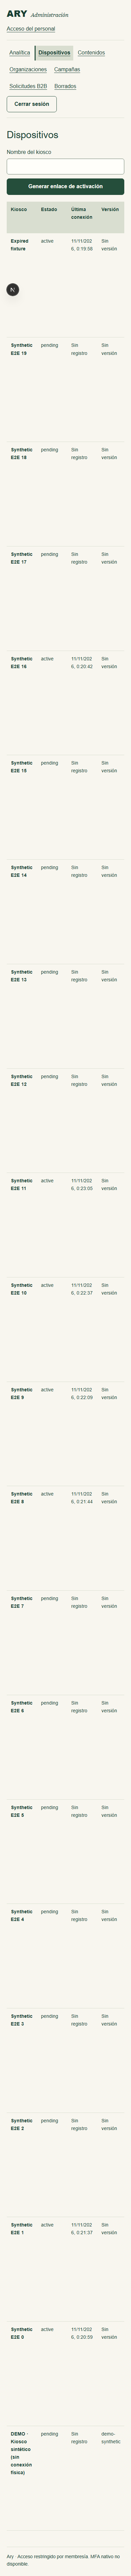 ARY Administración
Acceso del personal
Analítica Dispositivos Contenidos
Organizaciones Campañas
Solicitudes B2B Borrados
Cerrar sesión
Dispositivos
Nombre del kiosco
Generar enlace de activación
Kiosco Estado Última conexión Versión
Expired fixture active 11/11/2026, 0:19:56 Sin versión
N
Synthetic E2E 19 pending Sin registro Sin versión
Synthetic E2E 18 pending Sin registro Sin versión
Synthetic E2E 17 pending Sin registro Sin versión
Synthetic E2E 16 active 11/11/2026, 0:20:42 Sin versión
Synthetic E2E 15 pending Sin registro Sin versión
Synthetic E2E 14 pending Sin registro Sin versión
Synthetic E2E 13 pending Sin registro Sin versión
Synthetic E2E 12 pending Sin registro Sin versión
Synthetic E2E 11 active 11/11/2026, 0:23:05 Sin versión
Synthetic E2E 10 active 11/11/2026, 0:22:37 Sin versión
Synthetic E2E 9 active 11/11/2026, 0:22:09 Sin versión
Synthetic E2E 8 active 11/11/2026, 0:21:44 Sin versión
Synthetic E2E 7 pending Sin registro Sin versión
Synthetic E2E 6 pending Sin registro Sin versión
Synthetic E2E 5 pending Sin registro Sin versión
Synthetic E2E 4 pending Sin registro Sin versión
Synthetic E2E 3 pending Sin registro Sin versión
Synthetic E2E 2 pending Sin registro Sin versión
Synthetic E2E 1 active 11/11/2026, 0:21:37 Sin versión
Synthetic E2E 0 active 11/11/2026, 0:20:59 Sin versión
DEMO · Kiosco sintético (sin conexión física) pending Sin registro demo-synthetic
Ary · Acceso restringido por membresía. MFA nativo no
disponible.